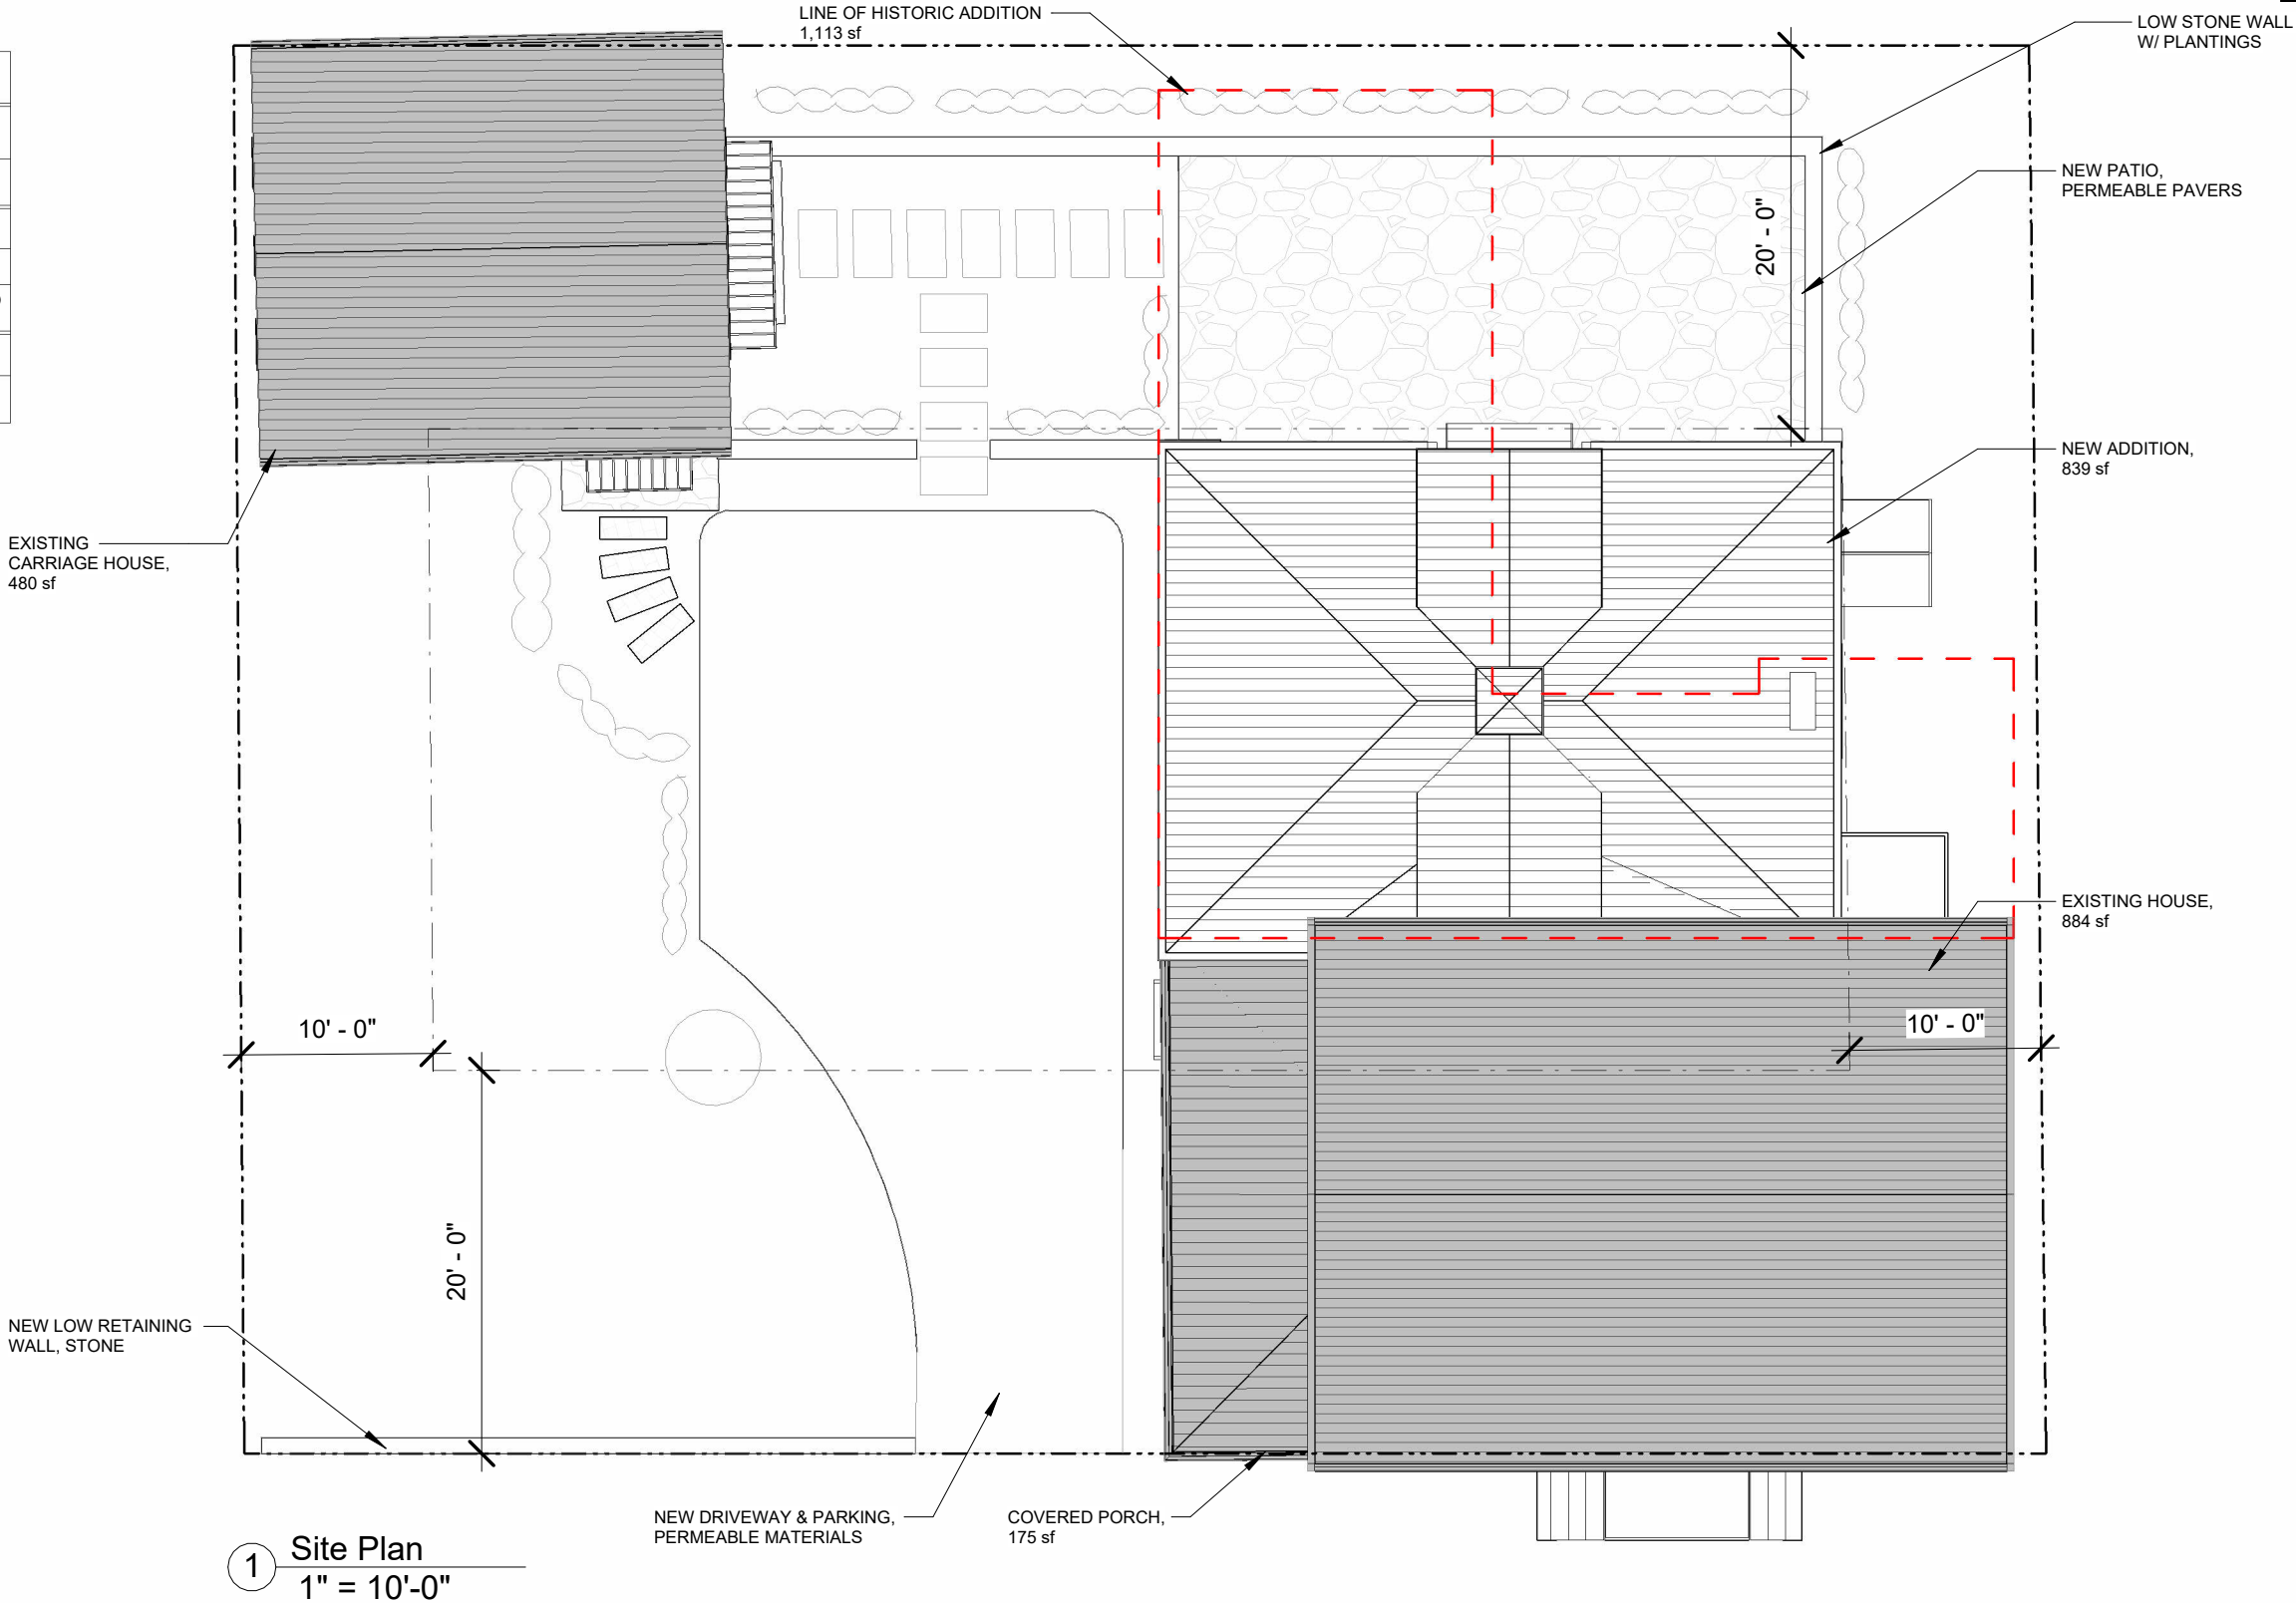 LINE OF HISTORIC ADDITION
1,113 sf
LOW STONE WALL
W/ PLANTINGS
NEW PATIO,
PERMEABLE PAVERS
20' - 0"
NEW ADDITION,
839 sf
EXISTING
CARRIAGE HOUSE,
480 sf
EXISTING HOUSE,
884 sf
10' - 0"
10' - 0"
20' - 0"
NEW LOW RETAINING
WALL, STONE
NEW DRIVEWAY & PARKING,
PERMEABLE MATERIALS
COVERED PORCH,
175 sf
1 Site Plan
1" = 10'-0"